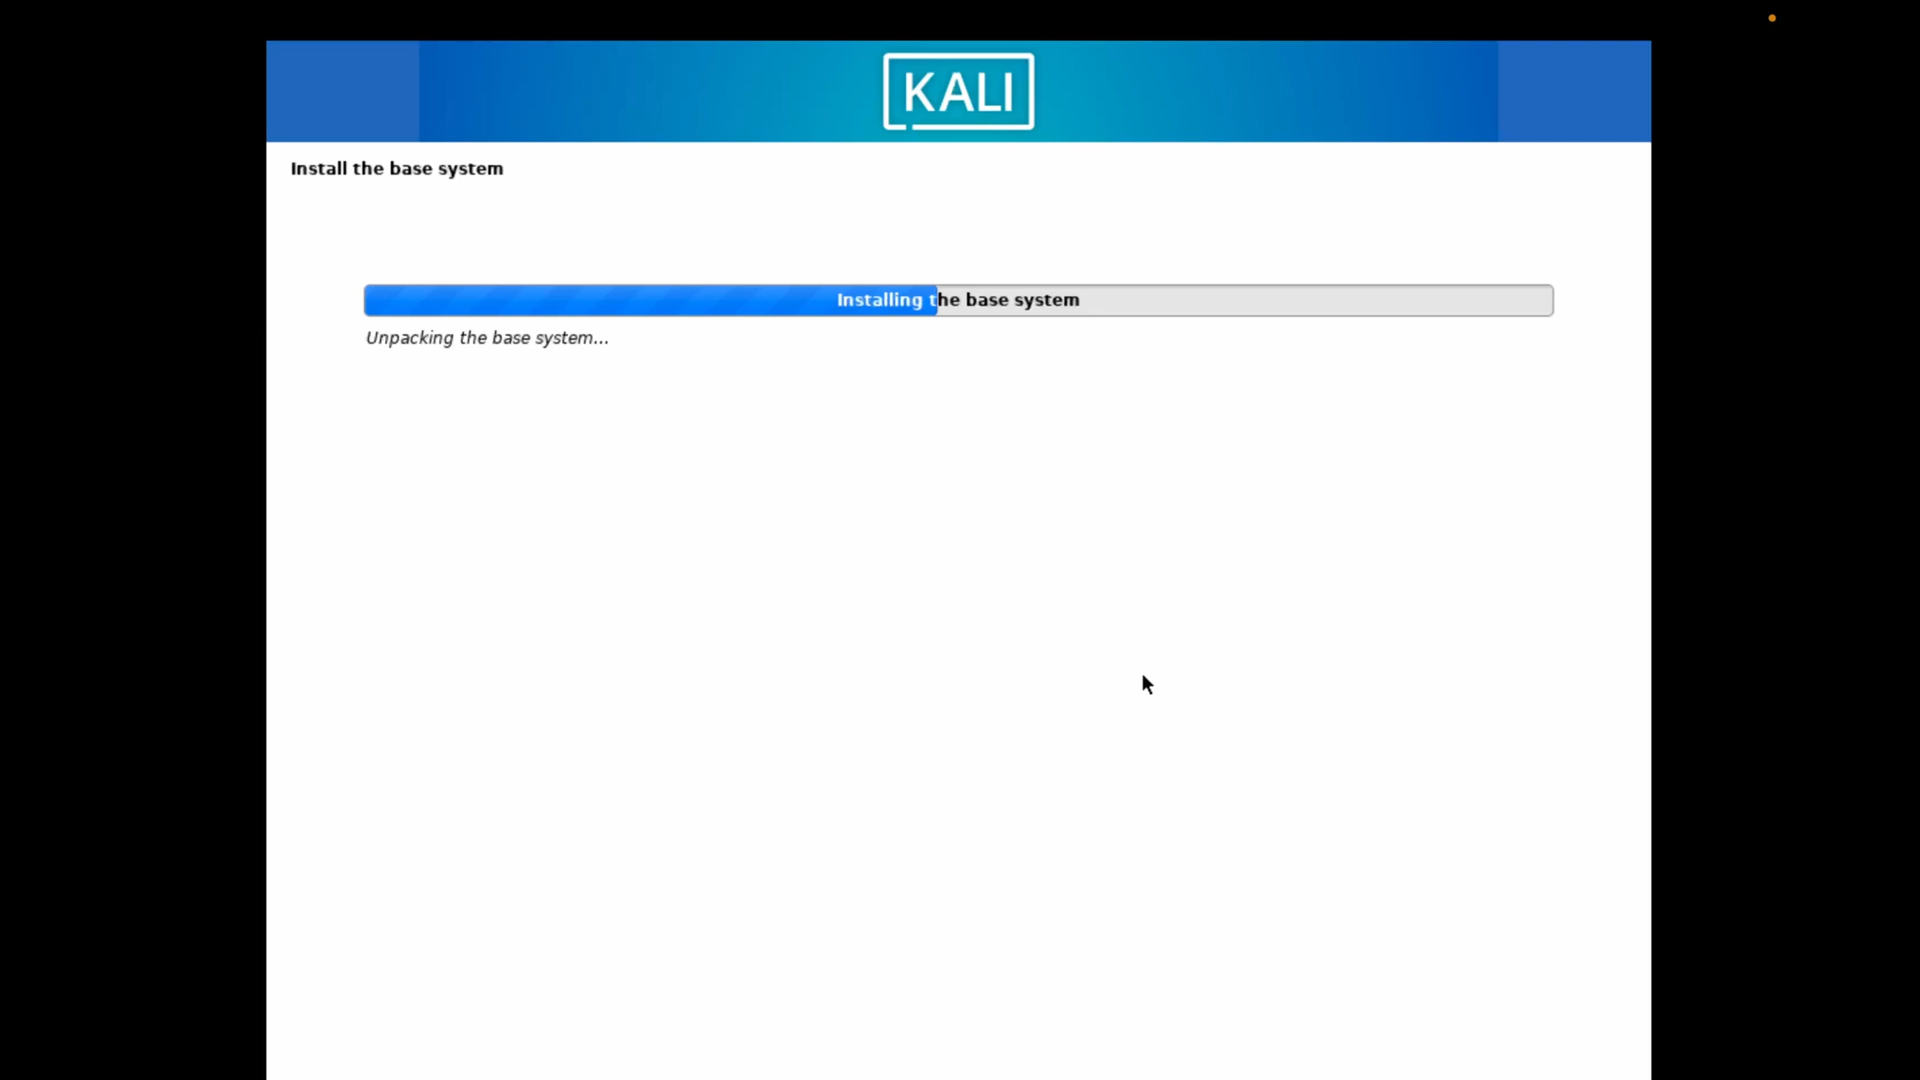 KALI
Install the base system
Installing the base system
Unpacking the base system...